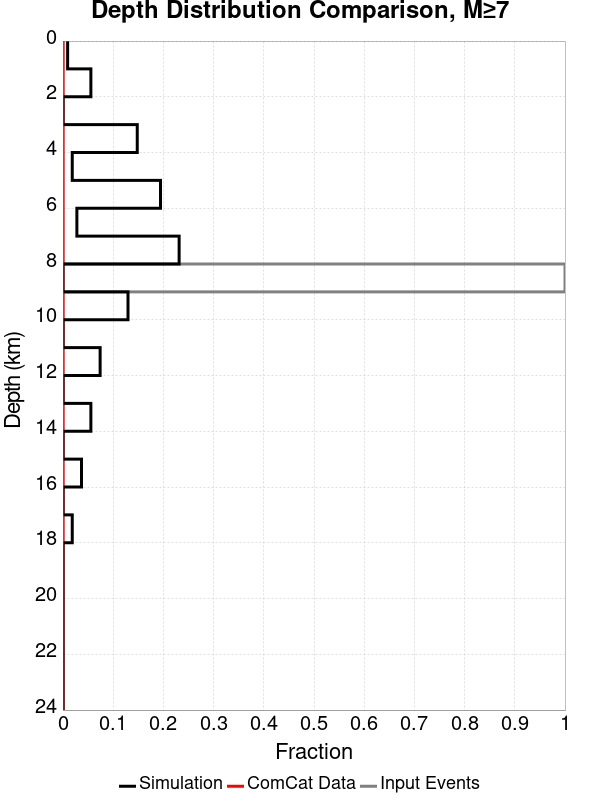 Depth Distribution Comparison, M≥7
0
2
4
6
8
10
12
14
16
18
20
22
24
Depth (km)
0 0.1 0.2 0.3 0.4 0.5 0.6 0.7 0.8 0.9 1
Fraction
Simulation ComCat Data Input Events